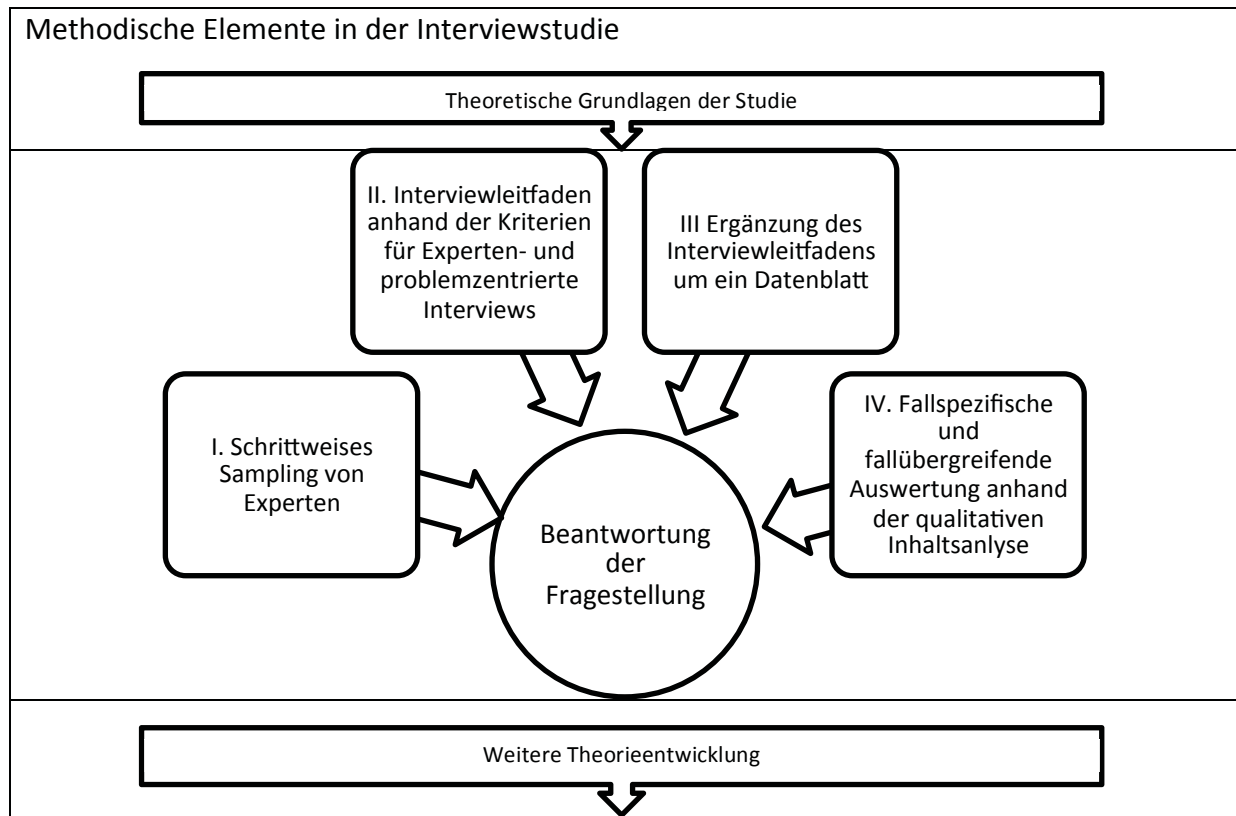 Methodische Elemente in der Interviewstudie
Theoretische Grundlagen der Studie
II. Interviewleitfaden
anhand der Kriterien
für Experten- und
problemzentrierte
Interviews
III Ergänzung des
Interviewleitfadens
um ein Datenblatt
I. Schrittweises
Sampling von
Experten
IV. Fallspezifische
und
fallübergreifende
Auswertung anhand
der qualitativen
Inhaltsanlyse
Beantwortung
der
Fragestellung
Weitere Theorieentwicklung